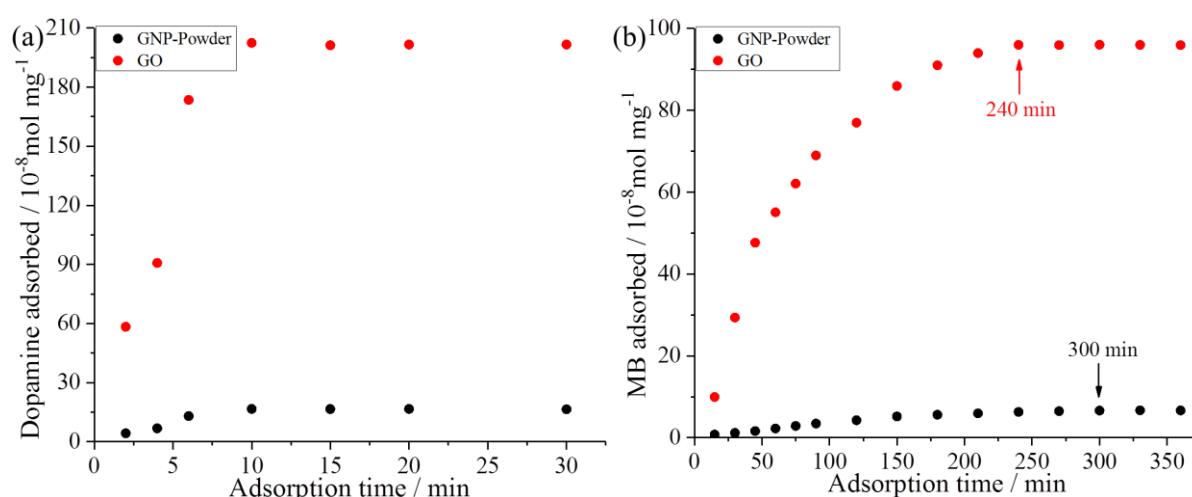 (a)
GNP-Powder
GO
Dopamine adsorbed / 10⁻⁸mol mg⁻¹
210
180
150
120
90
60
30
0
0 5 10 15 20 25 30
Adsorption time / min
(b)
GNP-Powder
GO
MB adsorbed / 10⁻⁸mol mg⁻¹
100
80
60
40
20
0
240 min
300 min
0 50 100 150 200 250 300 350
Adsorption time / min